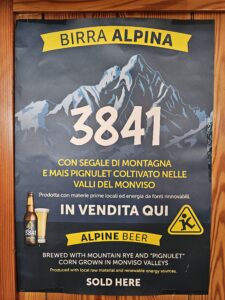 BIRRA ALPINA
3841
CON SEGALE DI MONTAGNA
E MAIS PIGNULET COLTIVATO NELLE
VALLI DEL MONVISO
Prodotta con materie prime locali ed energia da fonti rinnovabili.
IN VENDITA QUI
ALPINE BEER
BREWED WITH MOUNTAIN RYE AND "PIGNULET"
CORN GROWN IN MONVISO VALLEYS
Produced with local raw material and renewable energy sources.
SOLD HERE